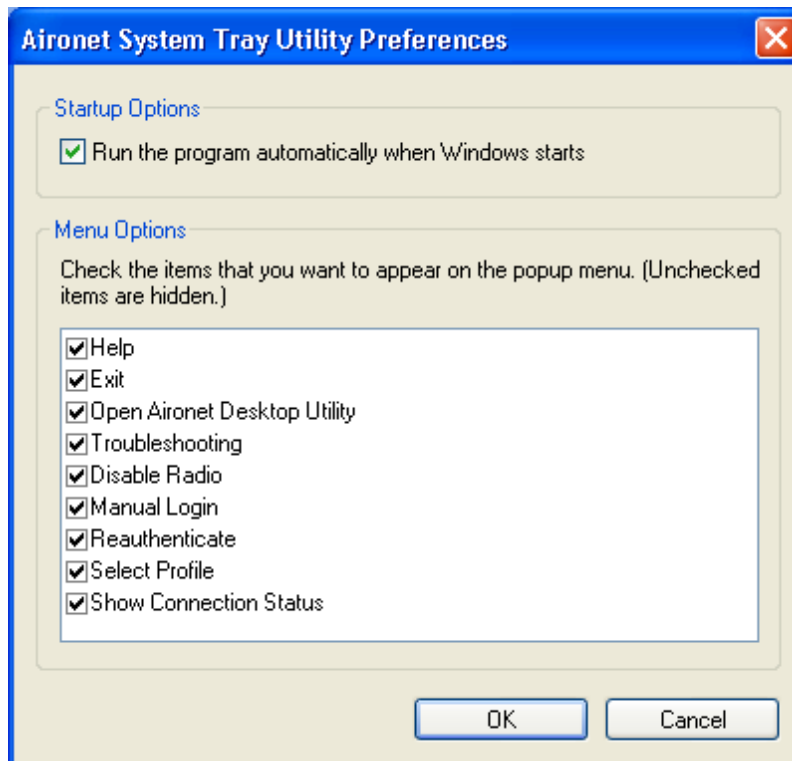 Aironet System Tray Utility Preferences
Startup Options
Run the program automatically when Windows starts
Menu Options
Check the items that you want to appear on the popup menu. (Unchecked
items are hidden.)
Help
Exit
Open Aironet Desktop Utility
Troubleshooting
Disable Radio
Manual Login
Reauthenticate
Select Profile
Show Connection Status
OK
Cancel